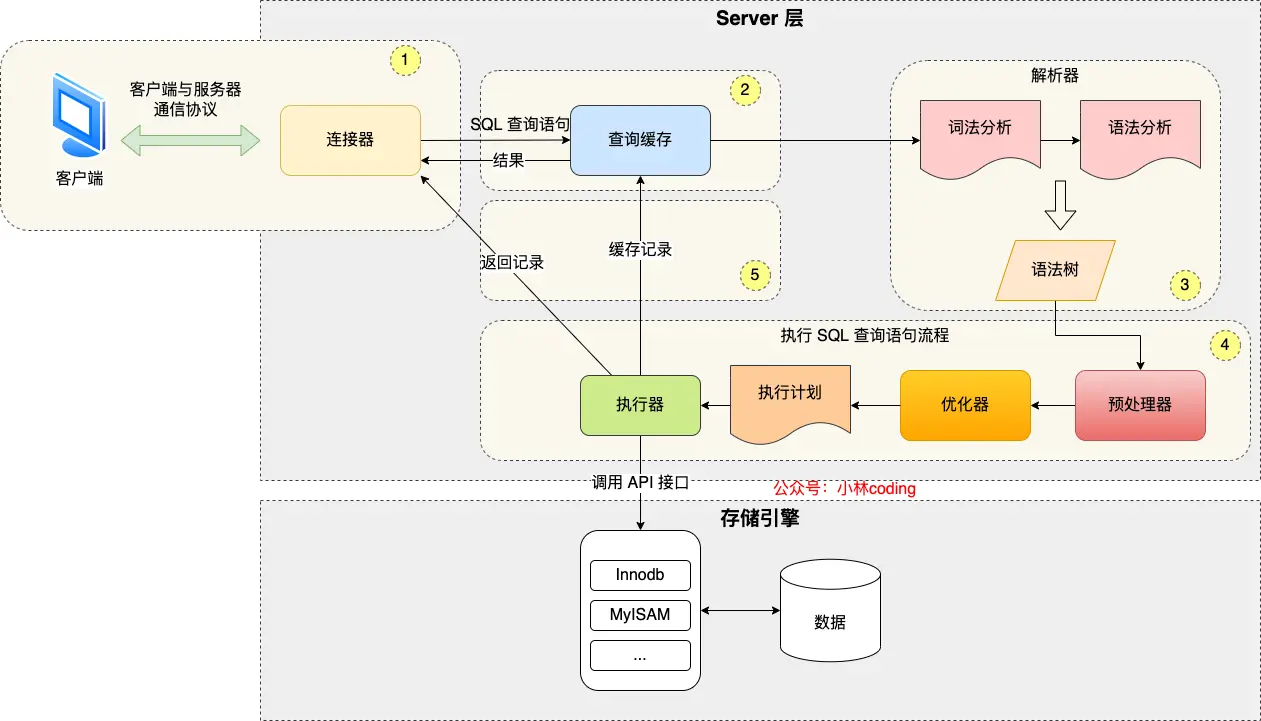 Server 层
1
客户端与服务器
通信协议
客户端
连接器
SQL 查询语句
结果
2
查询缓存
解析器
词法分析
语法分析
语法树
3
返回记录
缓存记录
5
执行 SQL 查询语句流程
4
执行器
执行计划
优化器
预处理器
调用 API 接口
公众号：小林coding
存储引擎
Innodb
MyISAM
...
数据